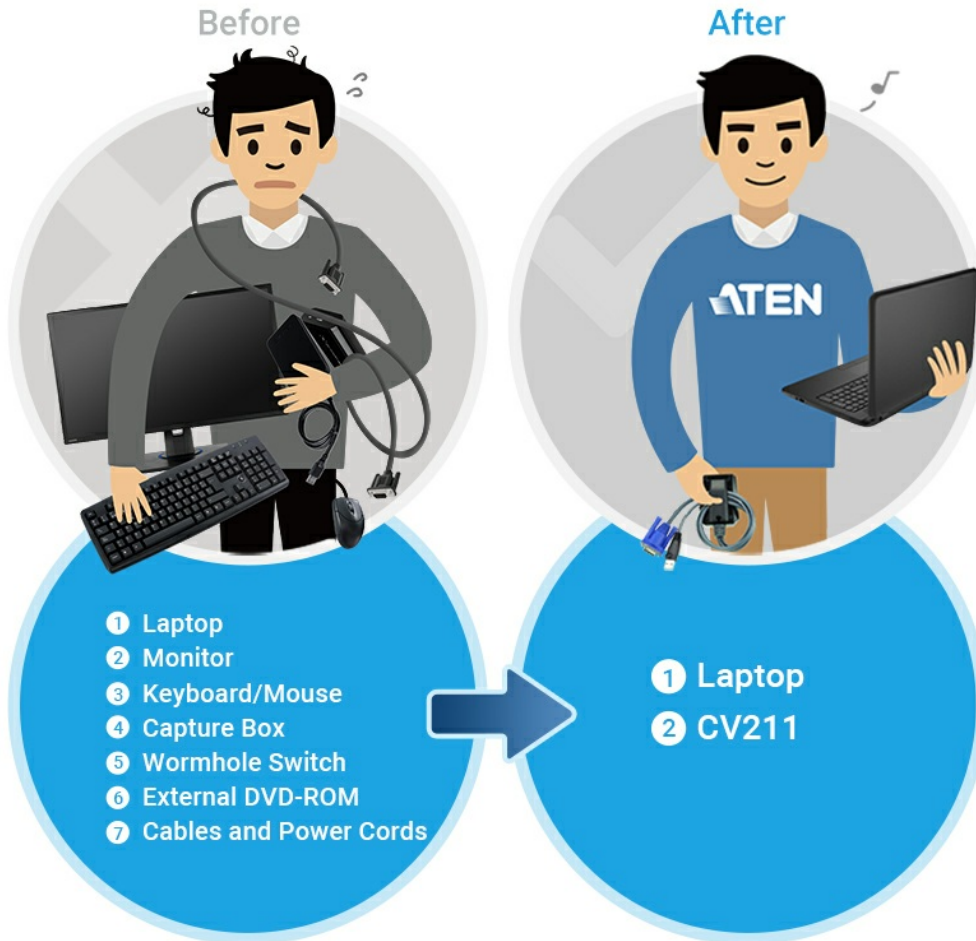 Before
After
ATEN
1 Laptop
2 Monitor
3 Keyboard/Mouse
4 Capture Box
5 Wormhole Switch
6 External DVD-ROM
7 Cables and Power Cords
1 Laptop
2 CV211